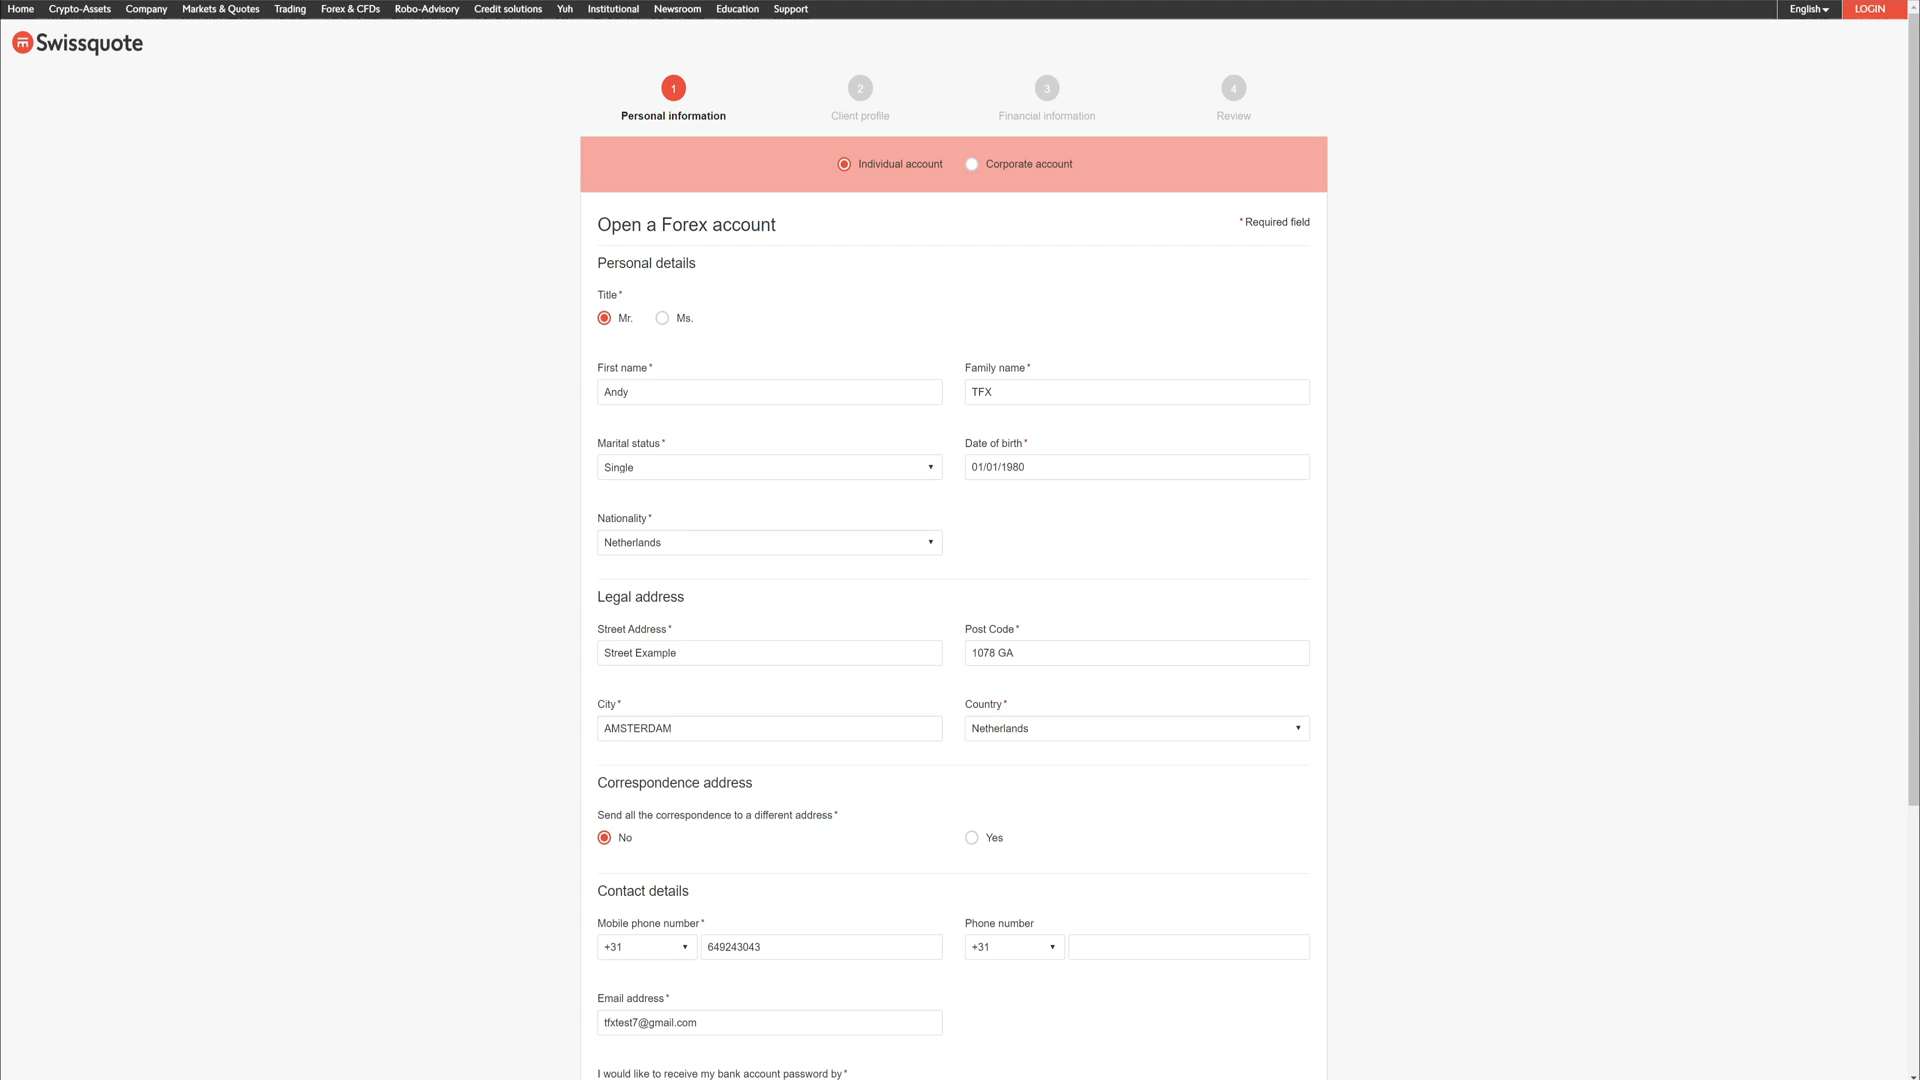 Home Crypto-Assets Company Markets & Quotes Trading Forex & CFDs Robo-Advisory Credit solutions Yuh Institutional Newsroom Education Support English LOGIN
Swissquote
1 2 3 4
Personal information Client profile Financial information Review
Individual account Corporate account
Open a Forex account * Required field
Personal details
Title *
Mr. Ms.
First name * Family name *
Andy TFX
Marital status * Date of birth *
Single 01/01/1980
Nationality *
Netherlands
Legal address
Street Address * Post Code *
Street Example 1078 GA
City * Country *
AMSTERDAM Netherlands
Correspondence address
Send all the correspondence to a different address *
No Yes
Contact details
Mobile phone number * Phone number
+31 649243043 +31
Email address *
tfxtest7@gmail.com
I would like to receive my bank account password by *